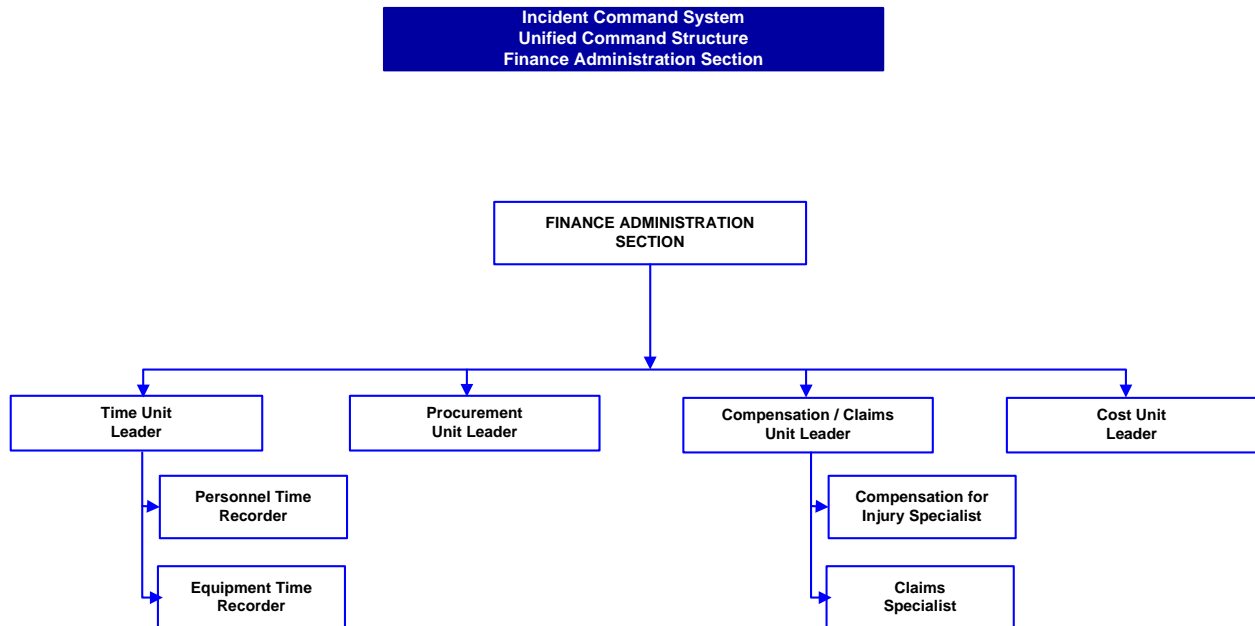 Incident Command System
Unified Command Structure
Finance Administration Section
FINANCE ADMINISTRATION
SECTION
Time Unit
Leader
Procurement
Unit Leader
Compensation / Claims
Unit Leader
Cost Unit
Leader
Personnel Time
Recorder
Compensation for
Injury Specialist
Equipment Time
Recorder
Claims
Specialist